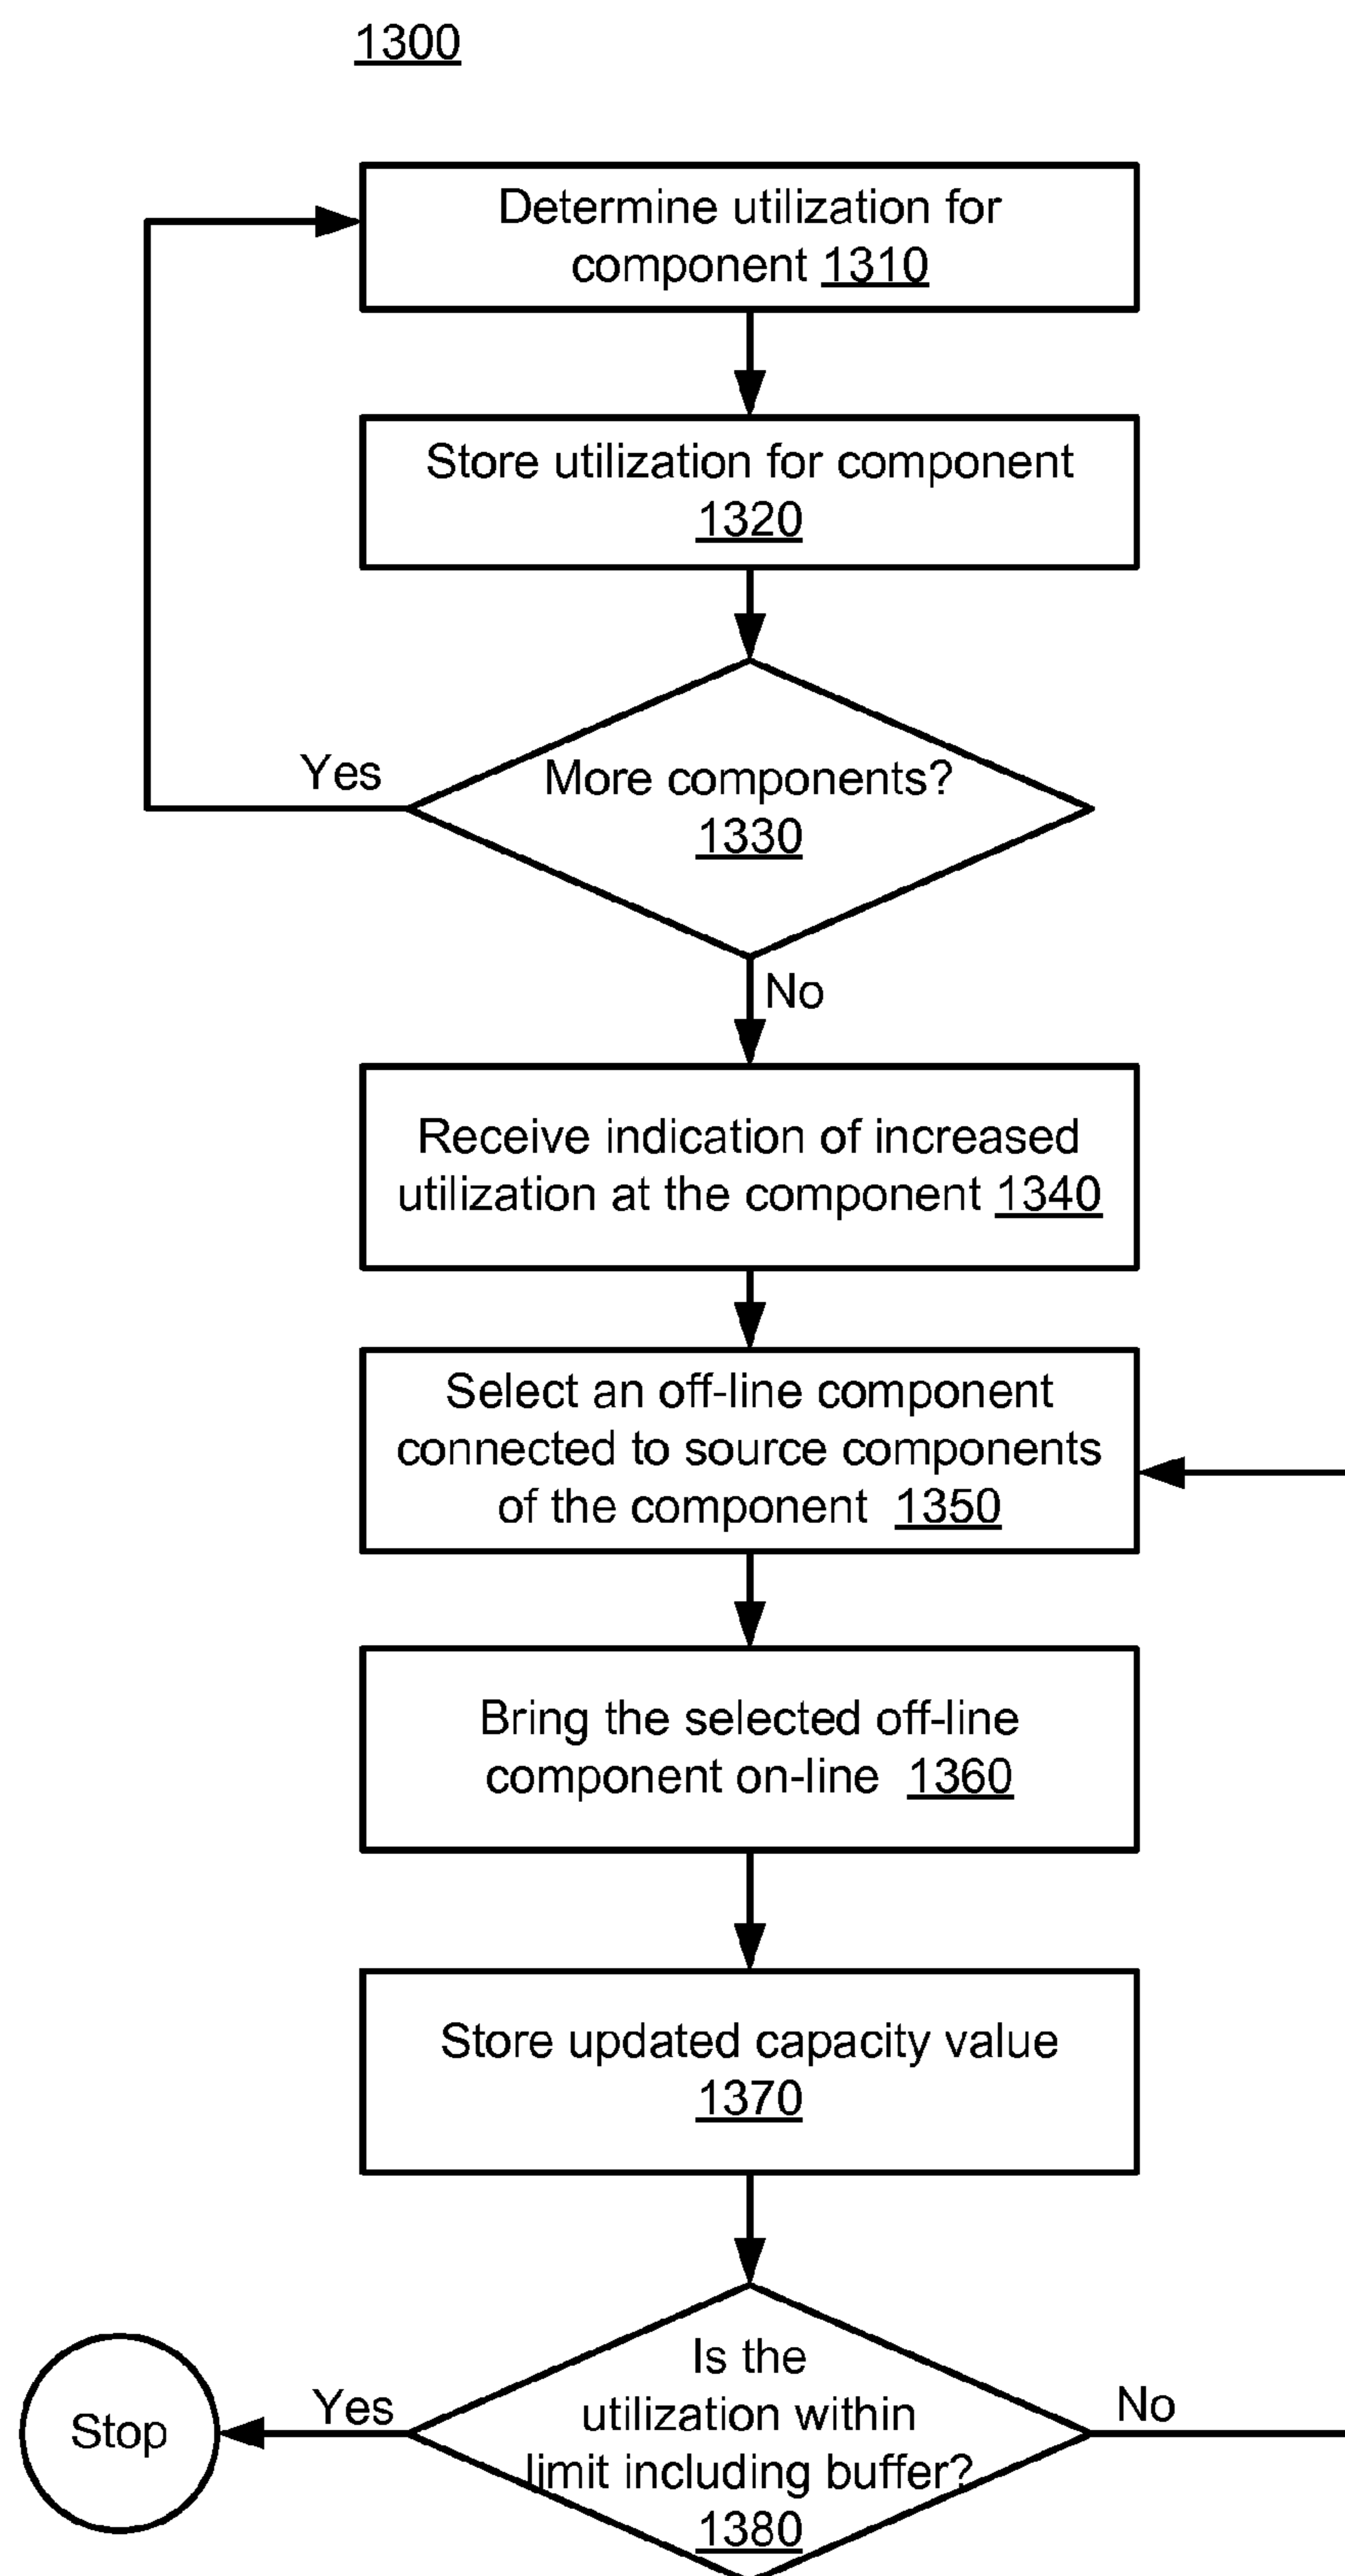 1300
Determine utilization for
component 1310
Store utilization for component
1320
Yes
More components?
1330
No
Receive indication of increased
utilization at the component 1340
Select an off-line component
connected to source components
of the component 1350
Bring the selected off-line
component on-line 1360
Store updated capacity value
1370
Stop
Yes
Is the
utilization within
limit including buffer?
1380
No